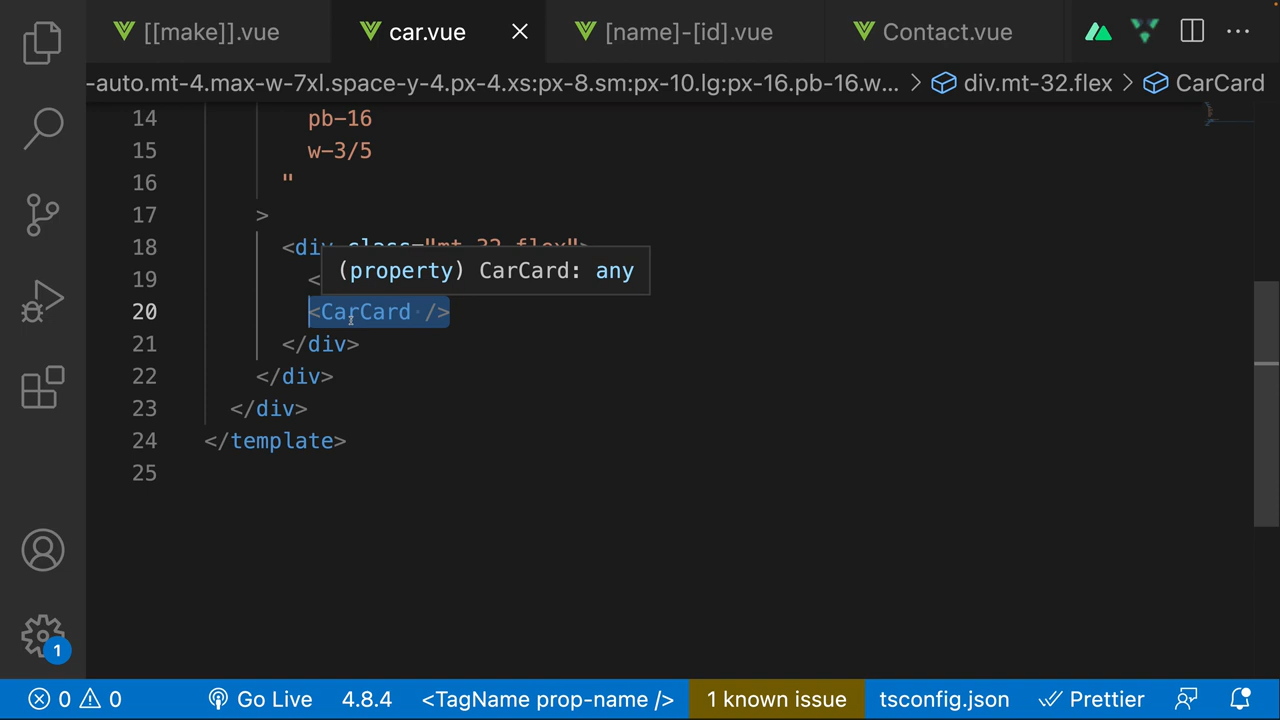 [[make]].vue
car.vue
[name]-[id].vue
Contact.vue
-auto.mt-4.max-w-7xl.space-y-4.px-4.xs:px-8.sm:px-10.lg:px-16.pb-16.w... > div.mt-32.flex > CarCard
14 pb-16
15 w-3/5
16 "
17 >
18 <div class="mt-32 flex">
(property) CarCard: any
19 <
20 <CarCard />
21 </div>
22 </div>
23 </div>
24 </template>
25
1
0 0 Go Live 4.8.4 <TagName prop-name /> 1 known issue tsconfig.json Prettier